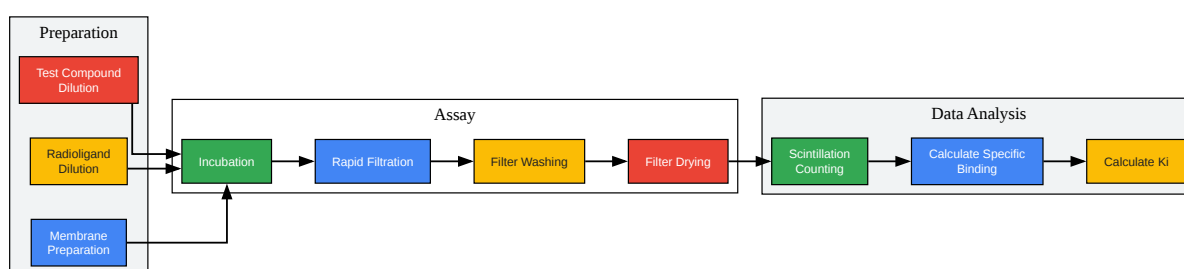 Preparation
Test Compound
Dilution
Radioligand
Dilution
Membrane
Preparation
Assay
Incubation
Rapid Filtration
Filter Washing
Filter Drying
Data Analysis
Scintillation
Counting
Calculate Specific
Binding
Calculate Ki